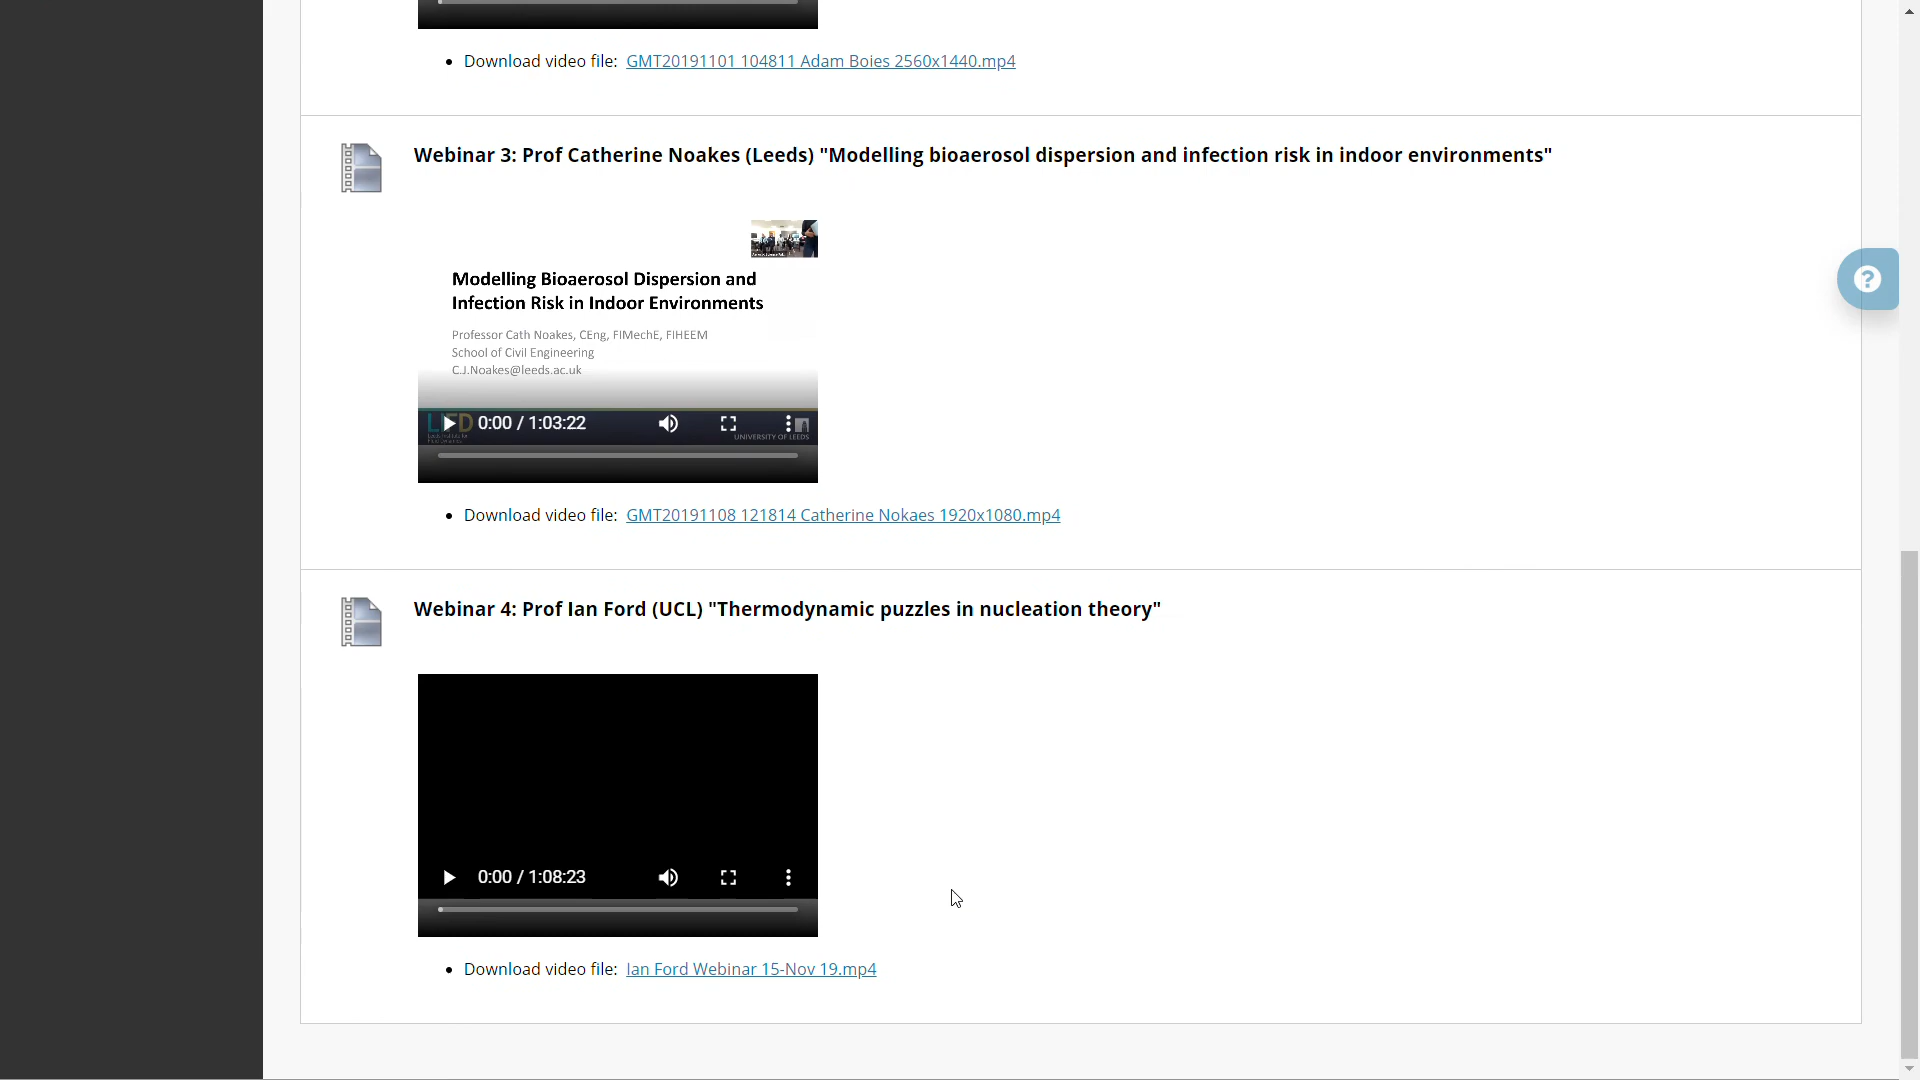 Download video file: GMT20191101 104811 Adam Boies 2560x1440.mp4
Webinar 3: Prof Catherine Noakes (Leeds) "Modelling bioaerosol dispersion and infection risk in indoor environments"
Modelling Bioaerosol Dispersion and
Infection Risk in Indoor Environments
Professor Cath Noakes, CEng, FIMechE, FIHEEM
School of Civil Engineering
C.J.Noakes@leeds.ac.uk
0:00 / 1:03:22
UNIVERSITY OF LEEDS
Download video file: GMT20191108 121814 Catherine Nokaes 1920x1080.mp4
Webinar 4: Prof Ian Ford (UCL) "Thermodynamic puzzles in nucleation theory"
0:00 / 1:08:23
Download video file: Ian Ford Webinar 15-Nov 19.mp4